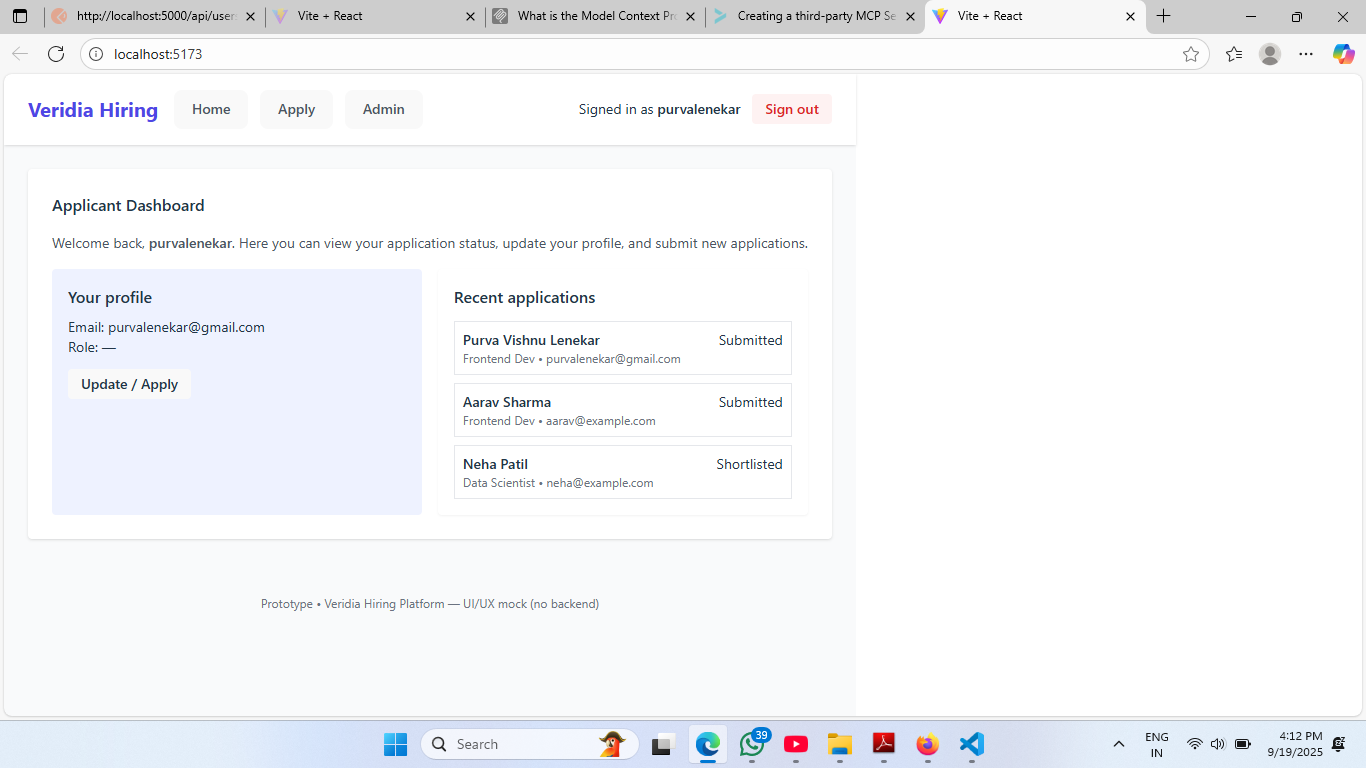 http://localhost:5000/api/user
Vite + React
What is the Model Context Pr
Creating a third-party MCP Se
Vite + React
localhost:5173
Veridia Hiring
Home
Apply
Admin
Signed in as purvalenekar
Sign out
Applicant Dashboard
Welcome back, purvalenekar. Here you can view your application status, update your profile, and submit new applications.
Your profile
Email: purvalenekar@gmail.com
Role: —
Update / Apply
Recent applications
Purva Vishnu Lenekar
Submitted
Frontend Dev • purvalenekar@gmail.com
Aarav Sharma
Submitted
Frontend Dev • aarav@example.com
Neha Patil
Shortlisted
Data Scientist • neha@example.com
Prototype • Veridia Hiring Platform — UI/UX mock (no backend)
Search
39
ENG
IN
4:12 PM
9/19/2025